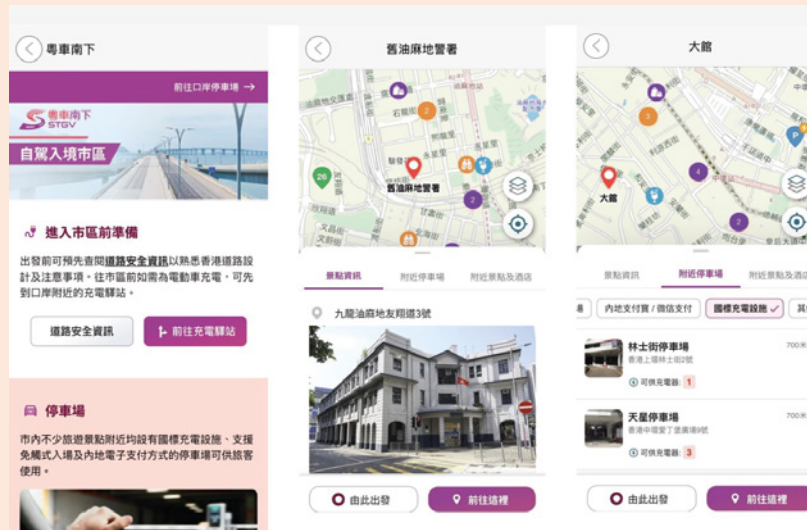 粵車南下
前往口岸停車場 →
粵車南下
STGV
自駕入境市區
進入市區前準備
出發前可預先查閱道路安全資訊以熟悉香港道路設
計及注意事項。往市區前如需為電動車充電，可先
到口岸附近的充電驛站。
道路安全資訊
前往充電驛站
停車場
市內不少旅遊景點附近均設有國標充電設施、支援
免觸式入場及內地電子支付方式的停車場可供旅客
使用。
舊油麻地警署
2
26
舊油麻地警署
2
景點資訊
附近停車場
附近景點及酒店
九龍油麻地友翔道3號
由此出發
前往這裡
大館
3
P
4
大館
2
景點資訊
附近停車場
附近景點及酒店
內地支付寶 / 微信支付
國標充電設施 ✓
林士街停車場
700米
香港上環林士街2號
可供充電器: 1
天星停車場
700米
香港中環愛丁堡廣場9號
可供充電器: 3
由此出發
前往這裡